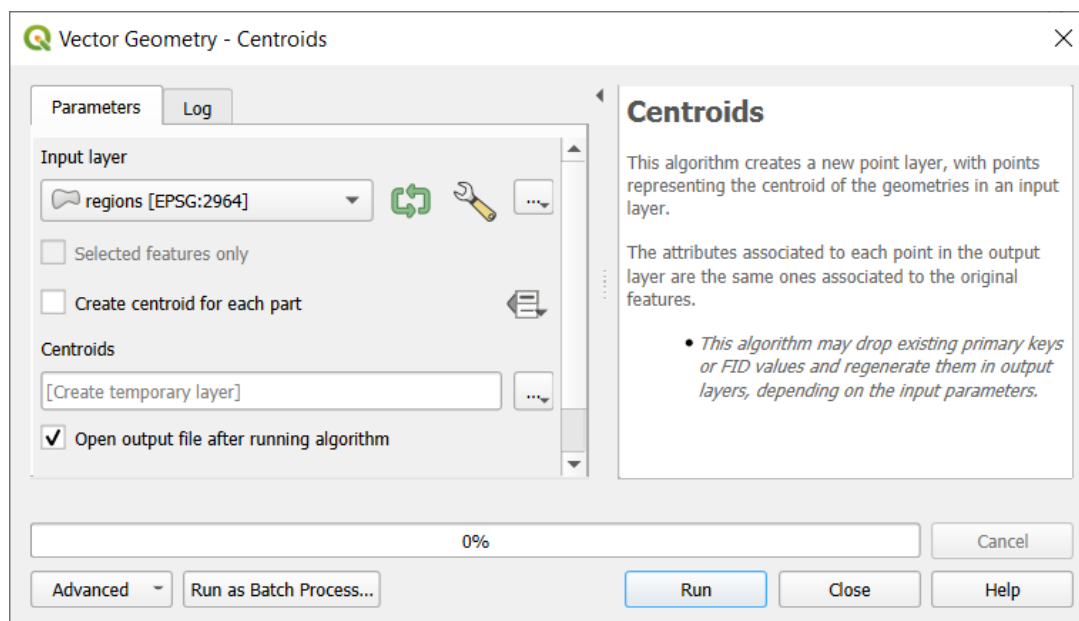 Vector Geometry - Centroids
Parameters
Log
Input layer
regions [EPSG:2964]
...
Selected features only
Create centroid for each part
Centroids
[Create temporary layer]
...
Open output file after running algorithm
Centroids
This algorithm creates a new point layer, with points
representing the centroid of the geometries in an input
layer.
The attributes associated to each point in the output
layer are the same ones associated to the original
features.
• This algorithm may drop existing primary keys
or FID values and regenerate them in output
layers, depending on the input parameters.
0%
Cancel
Advanced
Run as Batch Process...
Run
Close
Help